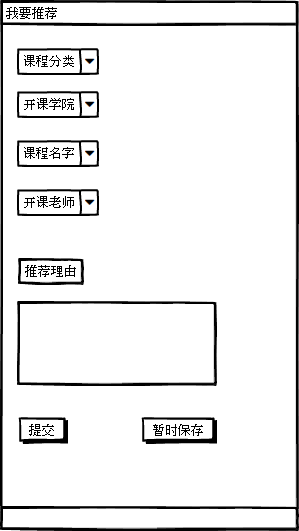 我要推荐
课程分类
开课学院
课程名字
开课老师
推荐理由
提交 暂时保存